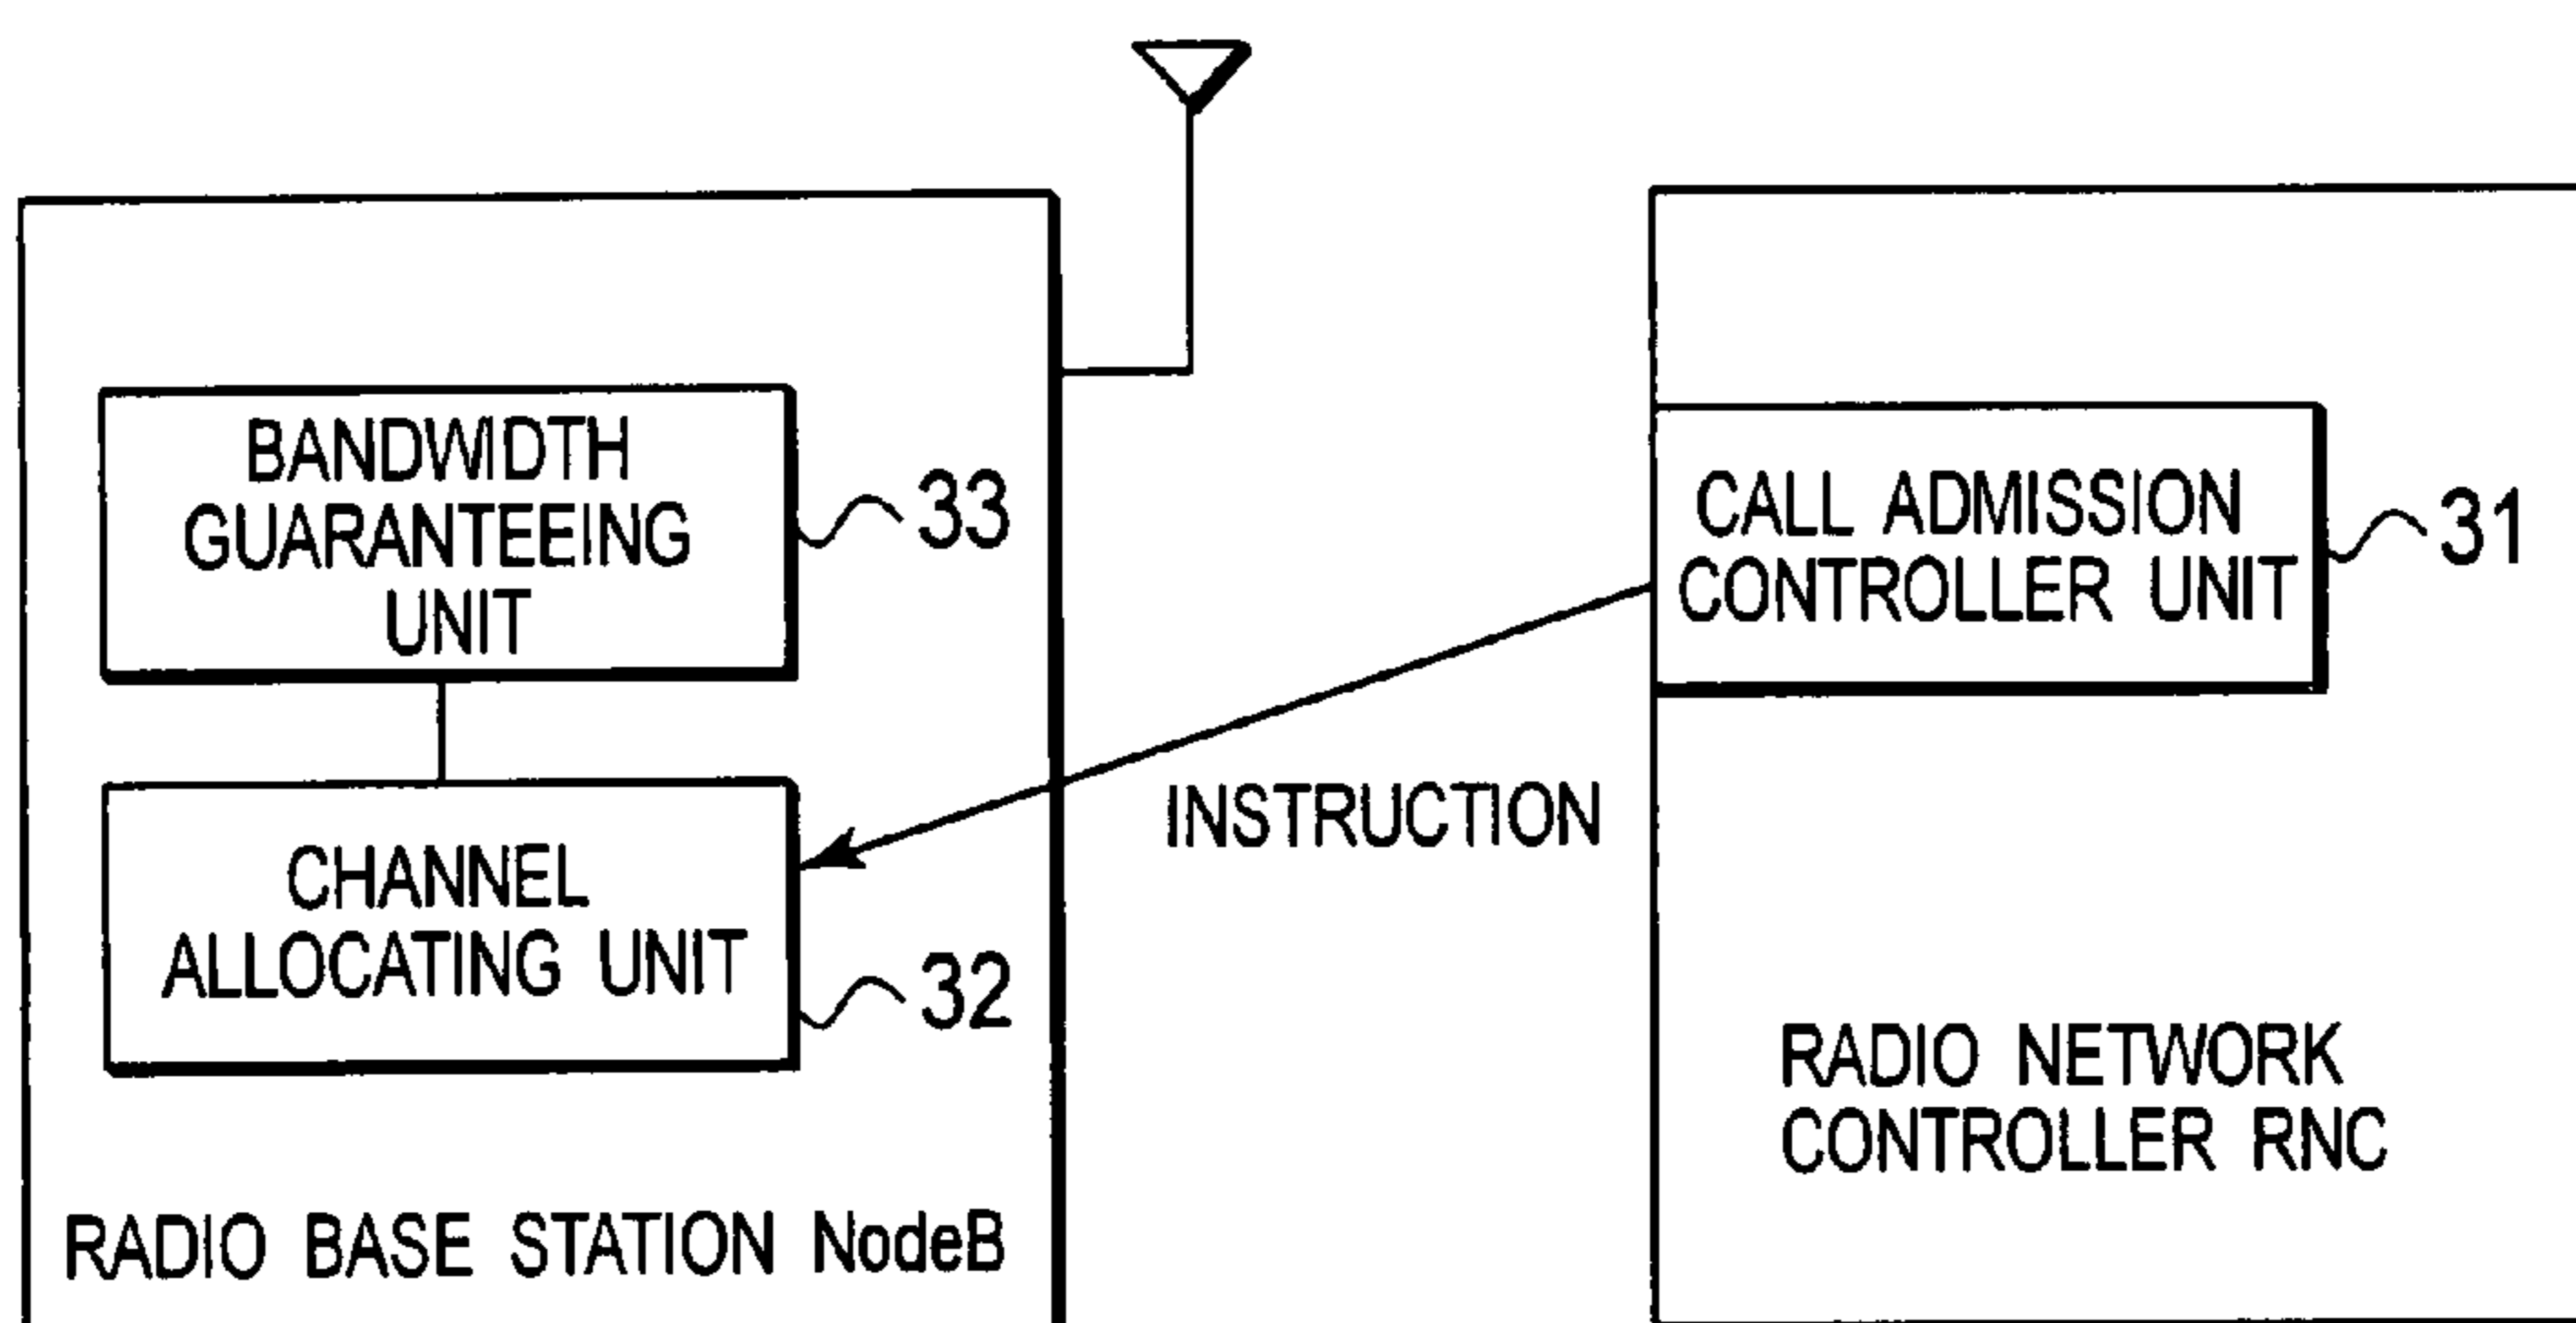 BANDWIDTH
GUARANTEEING
UNIT
33
CHANNEL
ALLOCATING UNIT
32
RADIO BASE STATION NodeB
INSTRUCTION
CALL ADMISSION
CONTROLLER UNIT
31
RADIO NETWORK
CONTROLLER RNC